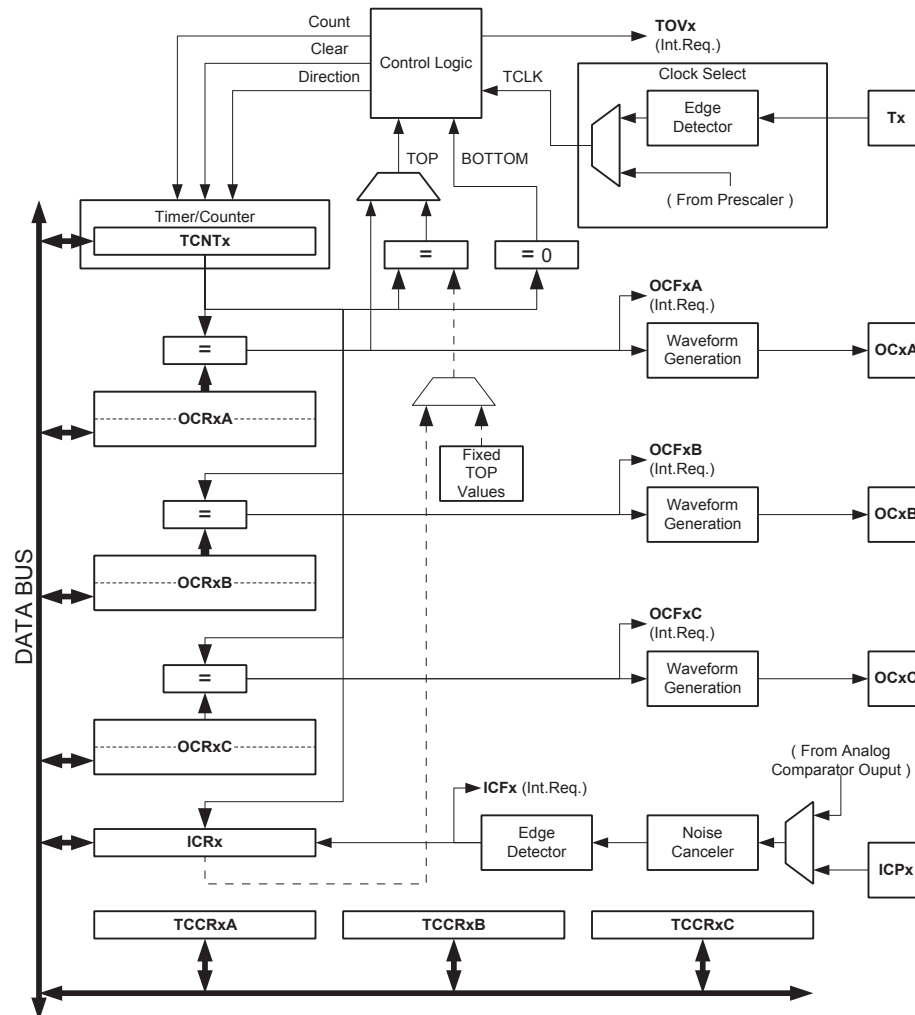 Count
Clear
Direction
Control Logic
TOVx
(Int.Req.)
TCLK
Clock Select
Edge
Detector
Tx
( From Prescaler )
TOP
BOTTOM
Timer/Counter
TCNTx
=
= 0
OCFxA
(Int.Req.)
=
Waveform
Generation
OCxA
OCRxA
Fixed
TOP
Values
OCFxB
(Int.Req.)
=
Waveform
Generation
OCxB
OCRxB
DATA BUS
OCFxC
(Int.Req.)
=
Waveform
Generation
OCxC
OCRxC
( From Analog
Comparator Ouput )
ICFx (Int.Req.)
ICRx
Edge
Detector
Noise
Canceler
ICPx
TCCRxA
TCCRxB
TCCRxC